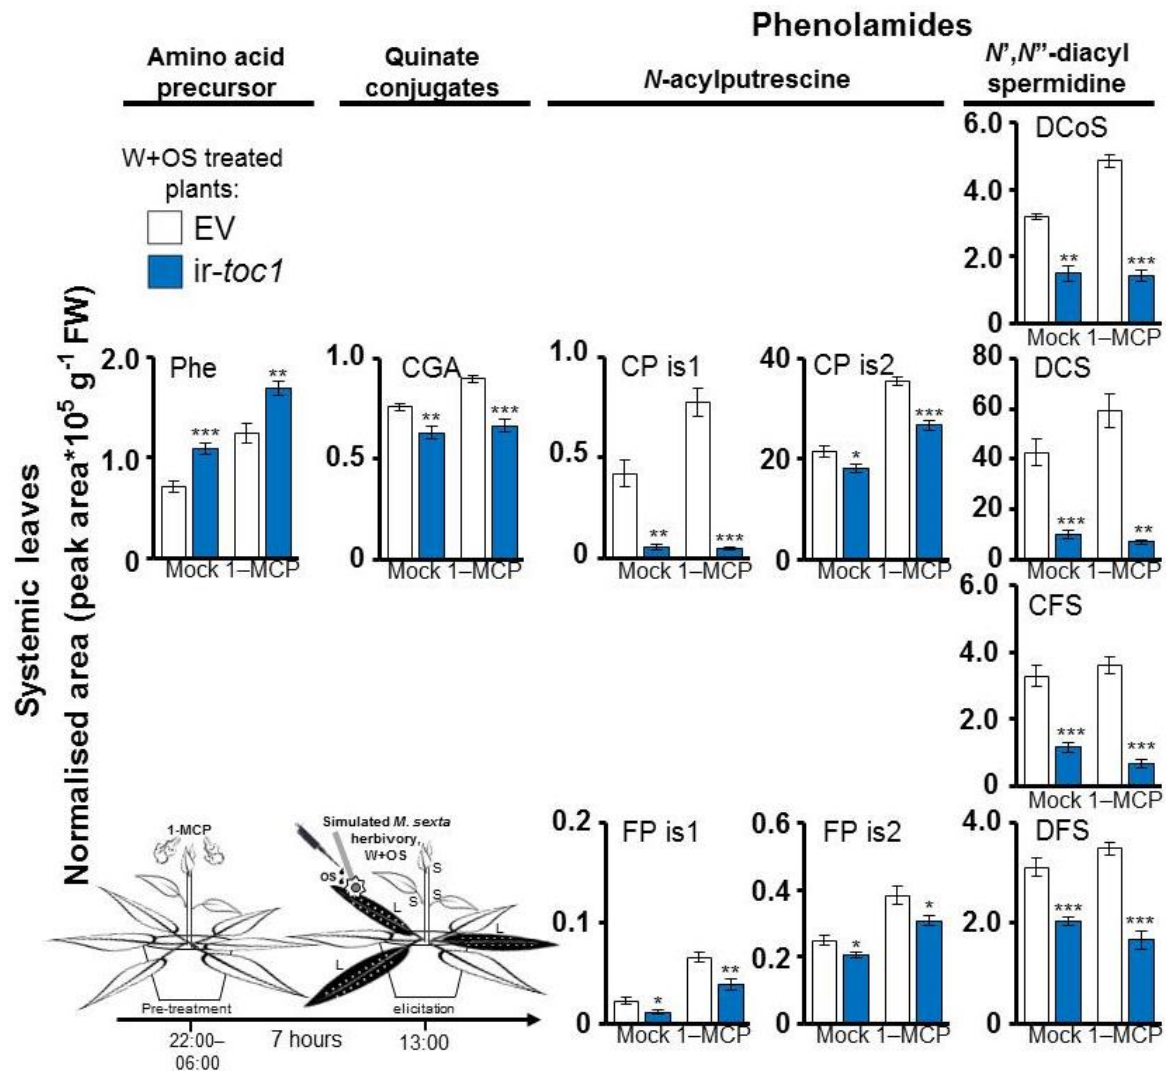 Phenolamides
Amino acid
precursor
Quinate
conjugates
N-acylputrescine
N',N"-diacyl
spermidine
W+OS treated
plants:
EV
ir-toc1
Systemic leaves
Normalised area (peak area*10⁵ g⁻¹ FW)
DCoS
6.0
4.0
2.0
0
** ***
Mock 1–MCP
Phe
2.0
1.0
0
*** **
Mock 1–MCP
CGA
1.0
0.5
0
** ***
Mock 1–MCP
CP is1
1.0
0.5
0
** ***
Mock 1–MCP
CP is2
40
20
0
* ***
Mock 1–MCP
DCS
80
60
40
20
0
*** **
Mock 1–MCP
CFS
6.0
4.0
2.0
0
*** ***
Mock 1–MCP
FP is1
0.2
0.1
0
* **
Mock 1–MCP
FP is2
0.6
0.4
0.2
0
* *
Mock 1–MCP
DFS
4.0
2.0
0
*** ***
Mock 1–MCP
1-MCP
Pre-treatment
Simulated M. sexta
herbivory,
W+OS
OS
S
S
S
L
L
L
elicitation
22:00–
06:00
7 hours
13:00